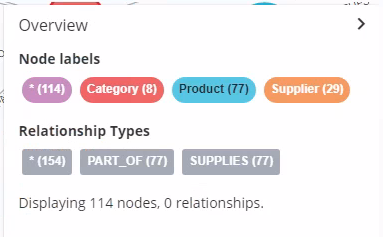 Overview
Node labels
* (114) Category (8) Product (77) Supplier (29)
Relationship Types
* (154) PART_OF (77) SUPPLIES (77)
Displaying 114 nodes, 0 relationships.